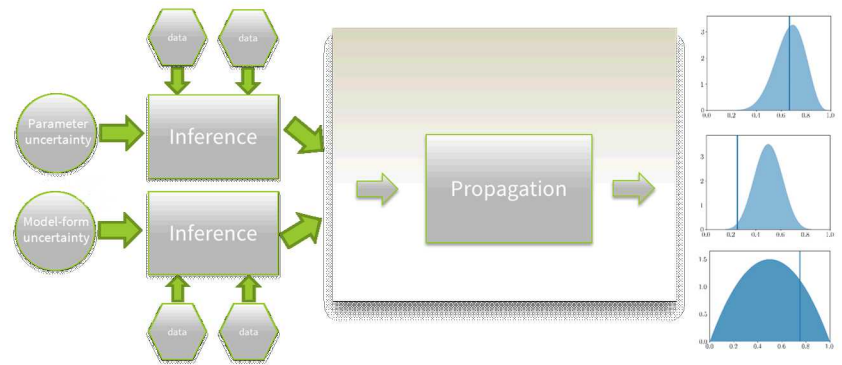 data
data
Parameter
uncertainty
Inference
Model-form
uncertainty
Inference
data
data
Propagation
3
2
1
0
0.0 0.2 0.4 0.6 0.8 1.0
3
2
1
0
0.0 0.2 0.4 0.6 0.8 1.0
1.5
1.0
0.5
0.0
0.0 0.2 0.4 0.6 0.8 1.0